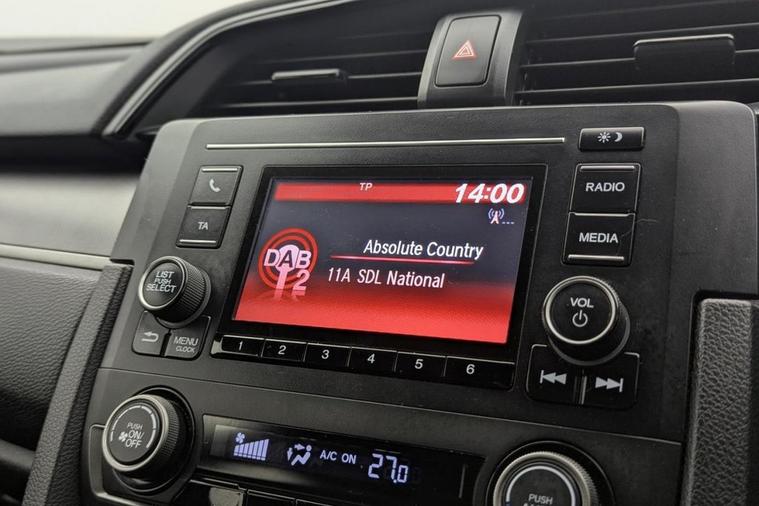 TP
14:00
Absolute Country
DAB
2
11A SDL National
RADIO
MEDIA
TA
LIST
PUSH
SELECT
MENU
CLOCK
VOL
1 2 3 4 5 6
PUSH
ON/
OFF
A/C ON
27.0
PUSH